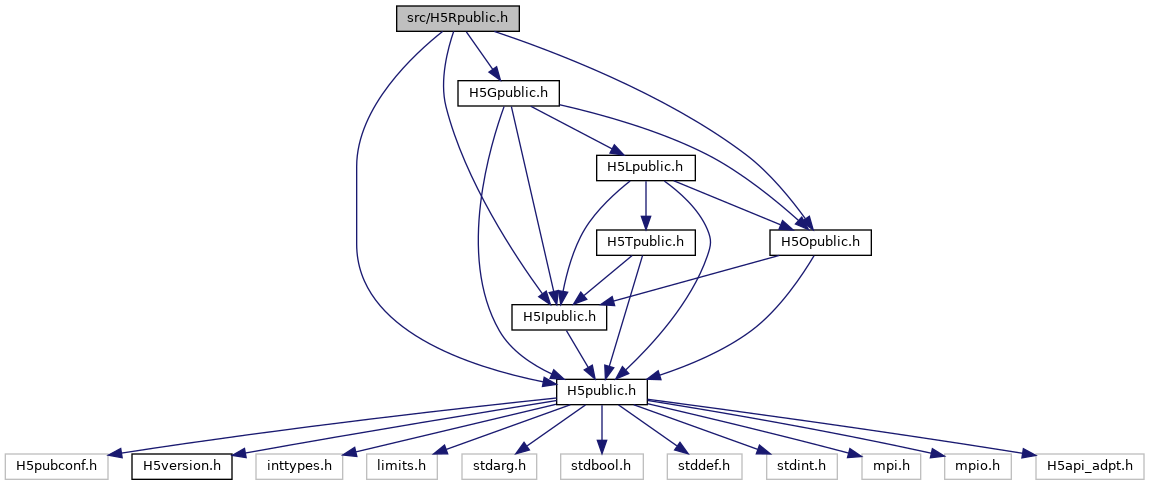 src/H5Rpublic.h
H5Gpublic.h
H5Lpublic.h
H5Tpublic.h
H5Opublic.h
H5Ipublic.h
H5public.h
H5pubconf.h
H5version.h
inttypes.h
limits.h
stdarg.h
stdbool.h
stddef.h
stdint.h
mpi.h
mpio.h
H5api_adpt.h